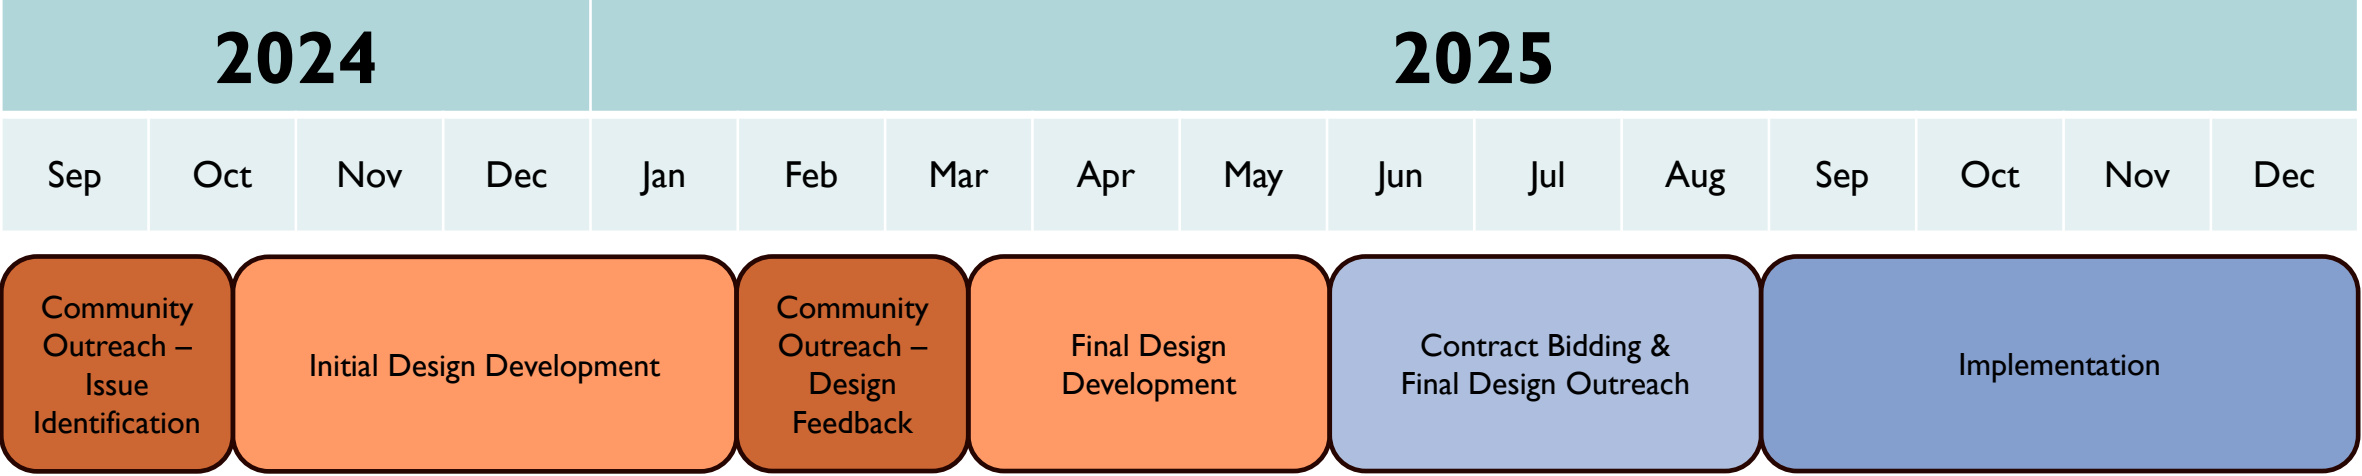 2024 2025
Sep Oct Nov Dec Jan Feb Mar Apr May Jun Jul Aug Sep Oct Nov Dec
Community
Outreach –
Issue
Identification
Initial Design Development
Community
Outreach –
Design
Feedback
Final Design
Development
Contract Bidding &
Final Design Outreach
Implementation